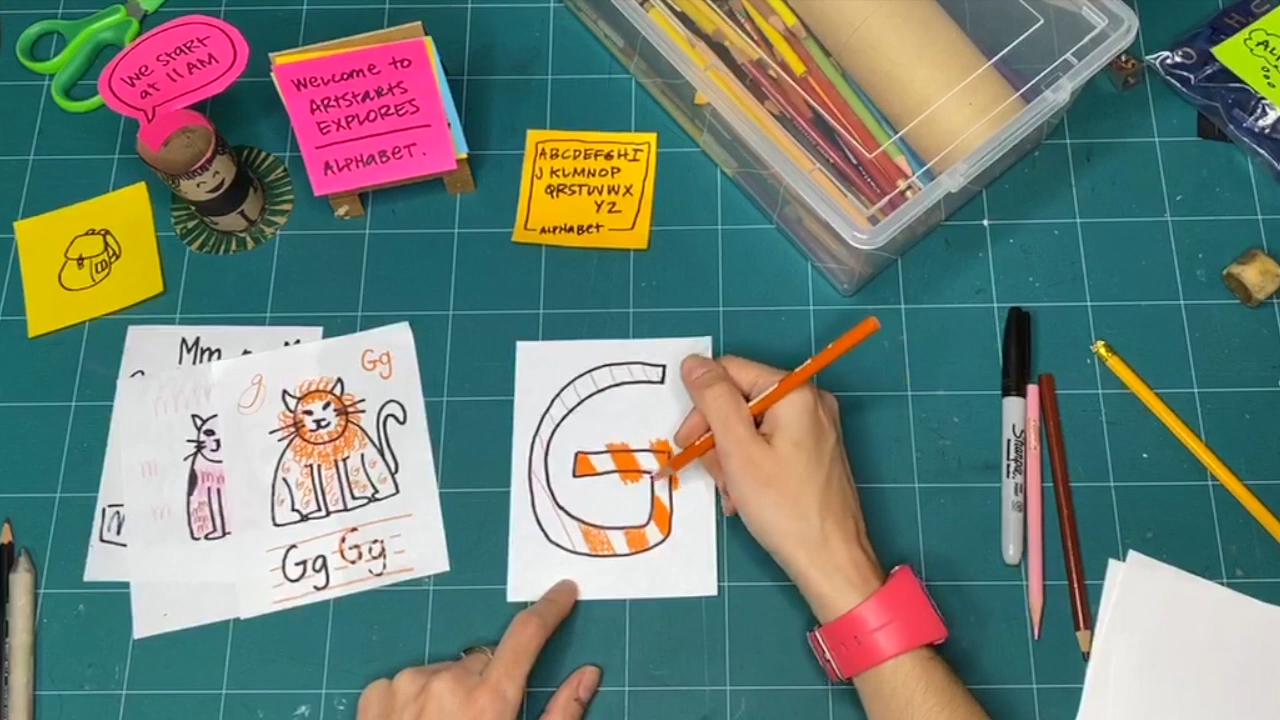 We start
at 11 AM
Welcome to
ARTSTARTS
EXPLORES
ALPHABET.
ABCDEFGHI
JKLMNOP
QRSTUVWX
YZ
ALPHABET
Mm
Gg
g
Gg Gg
G
Sharpie